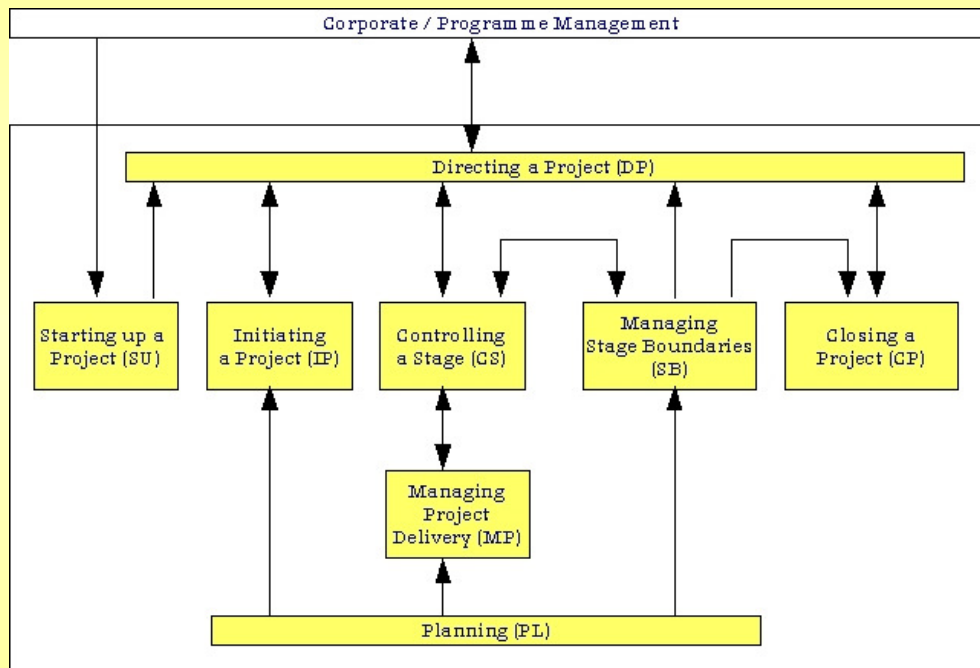 Corporate / Programme Management
Directing a Project (DP)
Starting up a
Project (SU)
Initiating
a Project (IP)
Controlling
a Stage (CS)
Managing
Stage Boundaries
(SB)
Closing a
Project (CP)
Managing
Project
Delivery (MP)
Planning (PL)